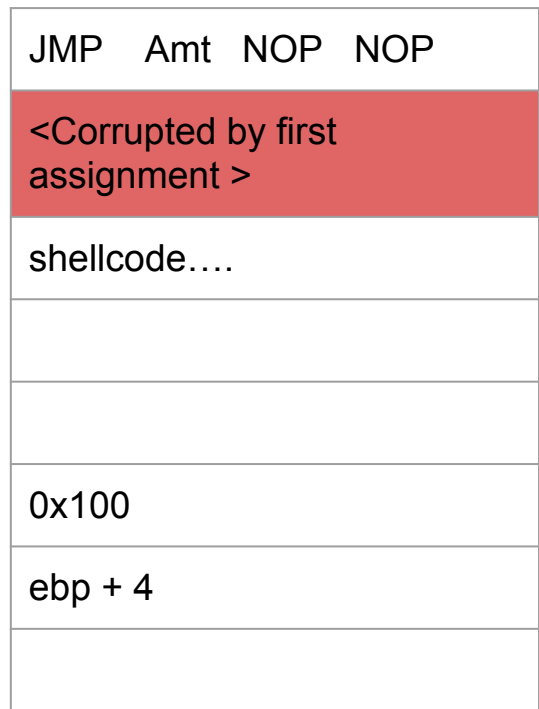 JMP Amt NOP NOP
<Corrupted by first
assignment >
shellcode....
0x100
ebp + 4